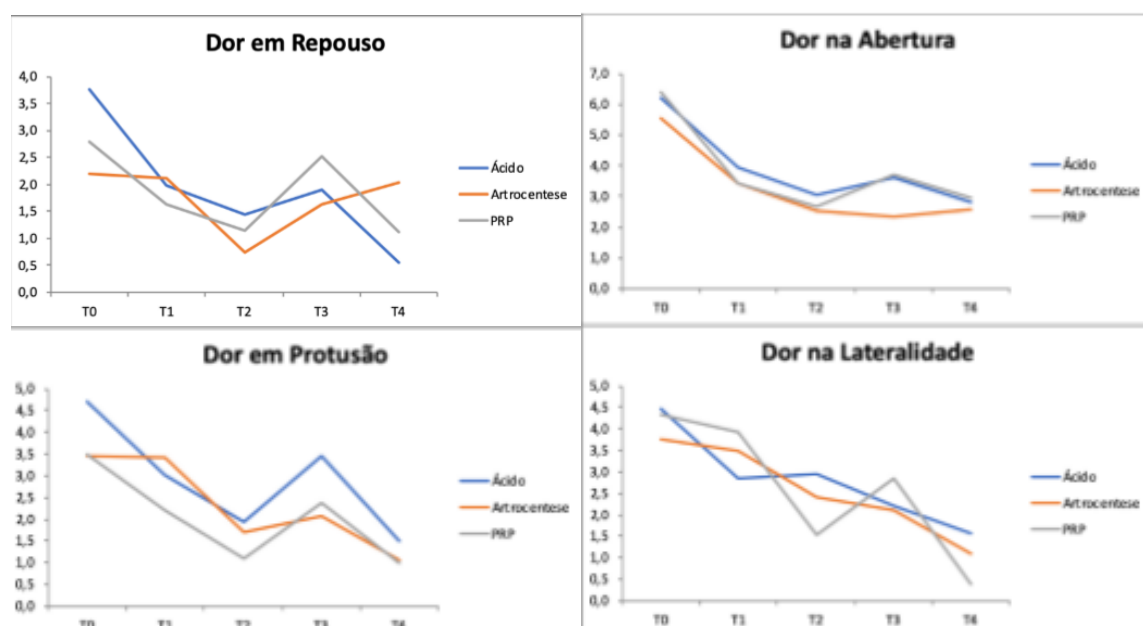 Dor em Repouso
4,0
3,5
3,0
2,5
2,0
1,5
1,0
0,5
0,0
T0 T1 T2 T3 T4
Ácido
Artrocentese
PRP
Dor na Abertura
7,0
6,0
5,0
4,0
3,0
2,0
1,0
0,0
T0 T1 T2 T3 T4
Ácido
Artrocentese
PRP
Dor em Protusão
5,0
4,5
4,0
3,5
3,0
2,5
2,0
1,5
1,0
0,5
0,0
T0 T1 T2 T3 T4
Ácido
Artrocentese
PRP
Dor na Lateralidade
5,0
4,5
4,0
3,5
3,0
2,5
2,0
1,5
1,0
0,5
0,0
T0 T1 T2 T3 T4
Ácido
Artrocentese
PRP